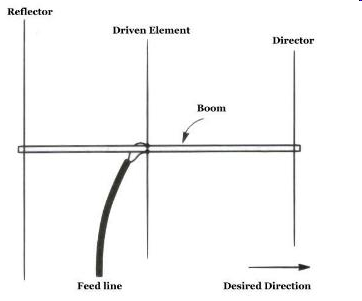 Reflector
Driven Element
Director
Boom
Feed line
Desired Direction